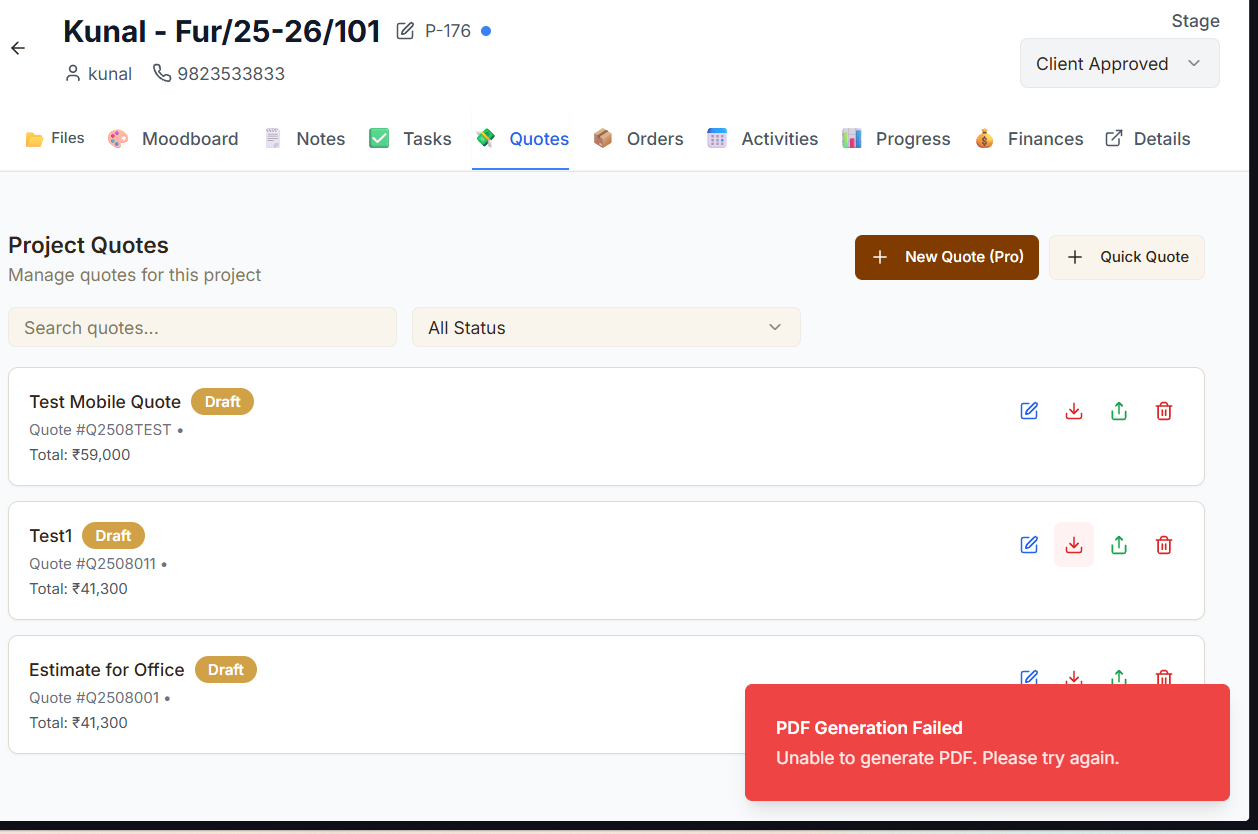 Kunal - Fur/25-26/101 P-176
Stage
kunal 9823533833
Client Approved
Files Moodboard Notes Tasks Quotes Orders Activities Progress Finances Details
Project Quotes
Manage quotes for this project
New Quote (Pro) Quick Quote
Search quotes...
All Status
Test Mobile Quote Draft
Quote #Q2508TEST •
Total: ₹59,000
Test1 Draft
Quote #Q2508011 •
Total: ₹41,300
Estimate for Office Draft
Quote #Q2508001 •
Total: ₹41,300
PDF Generation Failed
Unable to generate PDF. Please try again.